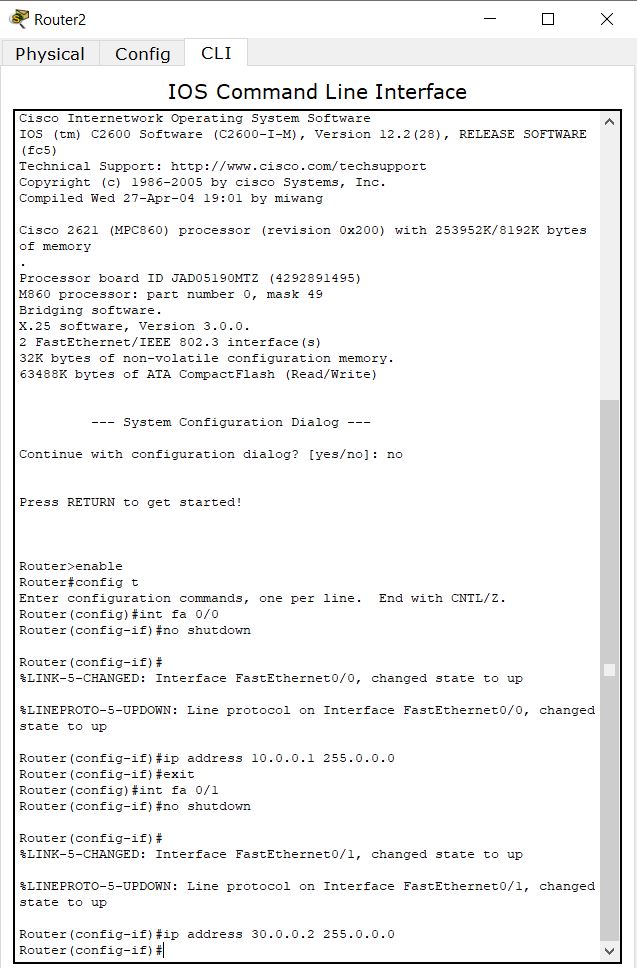 Router2
Physical Config CLI
IOS Command Line Interface
Cisco Internetwork Operating System Software
IOS (tm) C2600 Software (C2600-I-M), Version 12.2(28), RELEASE SOFTWARE
(fc5)
Technical Support: http://www.cisco.com/techsupport
Copyright (c) 1986-2005 by cisco Systems, Inc.
Compiled Wed 27-Apr-04 19:01 by miwang
Cisco 2621 (MPC860) processor (revision 0x200) with 253952K/8192K bytes
of memory
.
Processor board ID JAD05190MTZ (4292891495)
M860 processor: part number 0, mask 49
Bridging software.
X.25 software, Version 3.0.0.
2 FastEthernet/IEEE 802.3 interface(s)
32K bytes of non-volatile configuration memory.
63488K bytes of ATA CompactFlash (Read/Write)
--- System Configuration Dialog ---
Continue with configuration dialog? [yes/no]: no
Press RETURN to get started!
Router>enable
Router#config t
Enter configuration commands, one per line.  End with CNTL/Z.
Router(config)#int fa 0/0
Router(config-if)#no shutdown
Router(config-if)#
%LINK-5-CHANGED: Interface FastEthernet0/0, changed state to up
%LINEPROTO-5-UPDOWN: Line protocol on Interface FastEthernet0/0, changed
state to up
Router(config-if)#ip address 10.0.0.1 255.0.0.0
Router(config-if)#exit
Router(config)#int fa 0/1
Router(config-if)#no shutdown
Router(config-if)#
%LINK-5-CHANGED: Interface FastEthernet0/1, changed state to up
%LINEPROTO-5-UPDOWN: Line protocol on Interface FastEthernet0/1, changed
state to up
Router(config-if)#ip address 30.0.0.2 255.0.0.0
Router(config-if)#